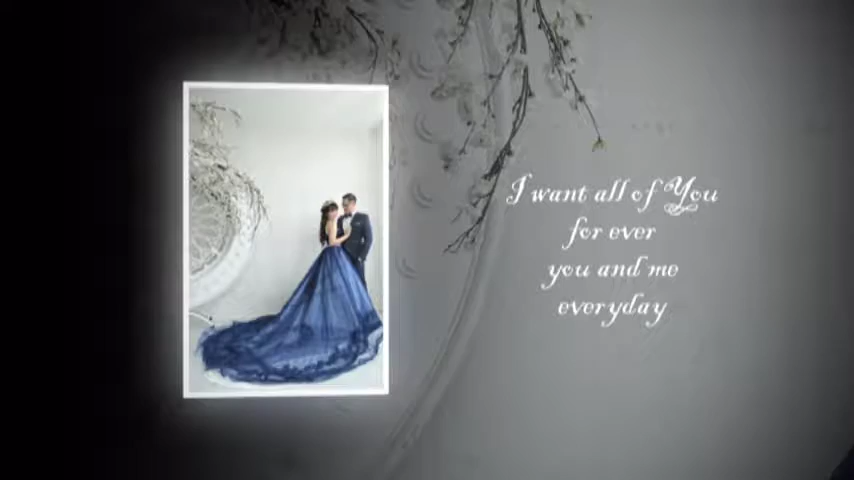 I want all of You
for ever
you and me
everyday